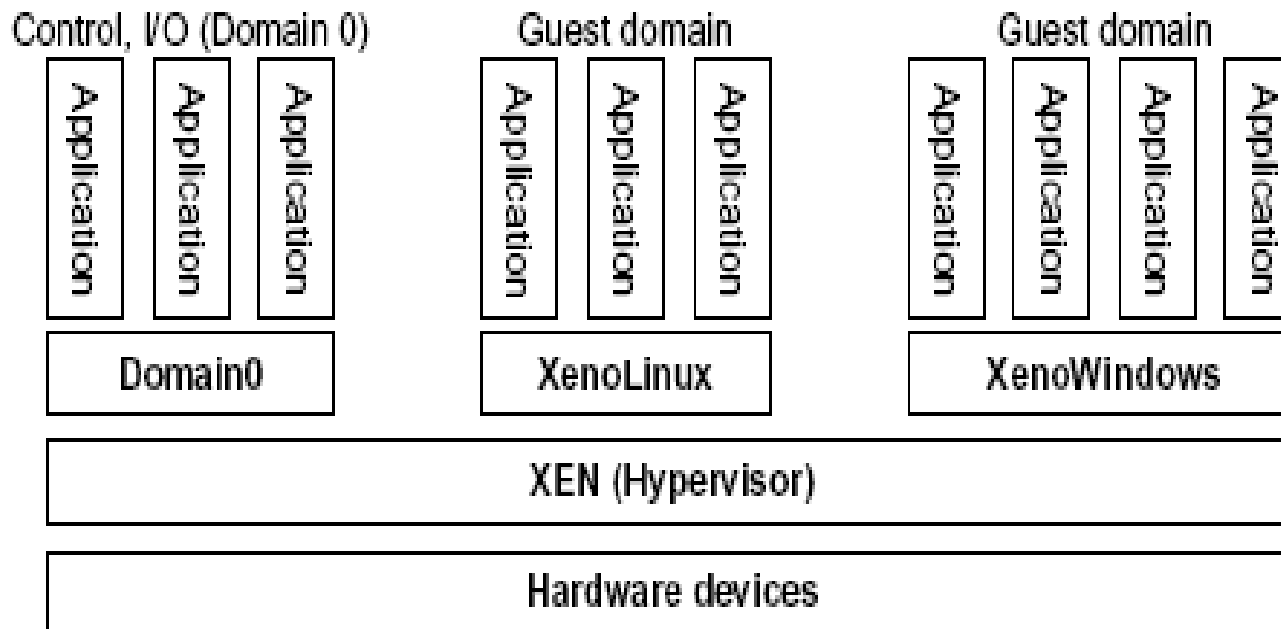 Control, I/O (Domain 0)
Guest domain
Guest domain
Application
Application
Application
Application
Application
Application
Application
Application
Application
Application
Domain0
XenoLinux
XenoWindows
XEN (Hypervisor)
Hardware devices